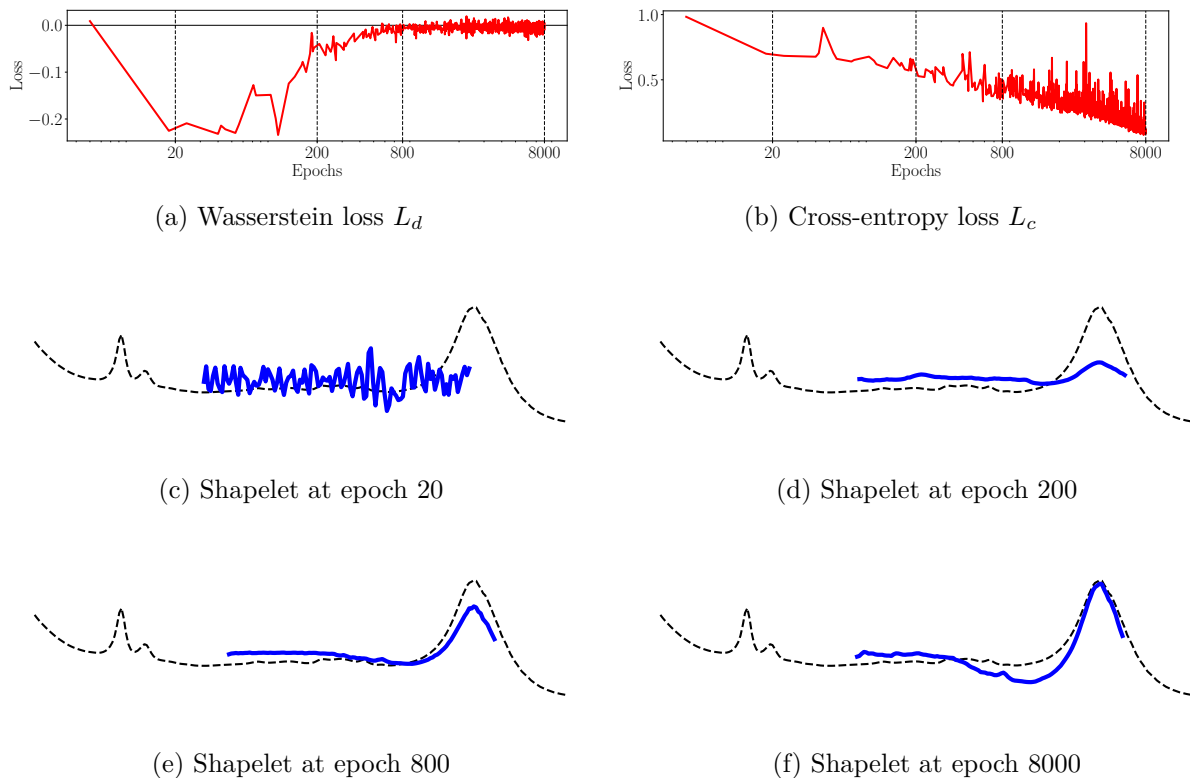 0.0
−0.1
−0.2
Loss
20
200
800
8000
Epochs
(a) Wasserstein loss L_d
1.0
0.5
Loss
20
200
800
8000
Epochs
(b) Cross-entropy loss L_c
(c) Shapelet at epoch 20
(d) Shapelet at epoch 200
(e) Shapelet at epoch 800
(f) Shapelet at epoch 8000